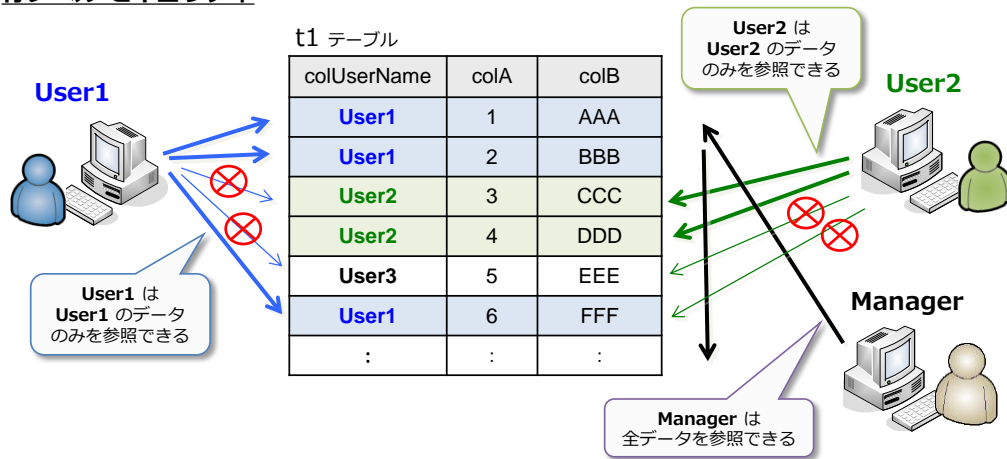 t1 テーブル
colUserName colA colB
User1 1 AAA
User1 2 BBB
User2 3 CCC
User2 4 DDD
User3 5 EEE
User1 6 FFF
: : :
User1
User1 は
User1 のデータ
のみを参照できる
User2 は
User2 のデータ
のみを参照できる
User2
Manager
Manager は
全データを参照できる